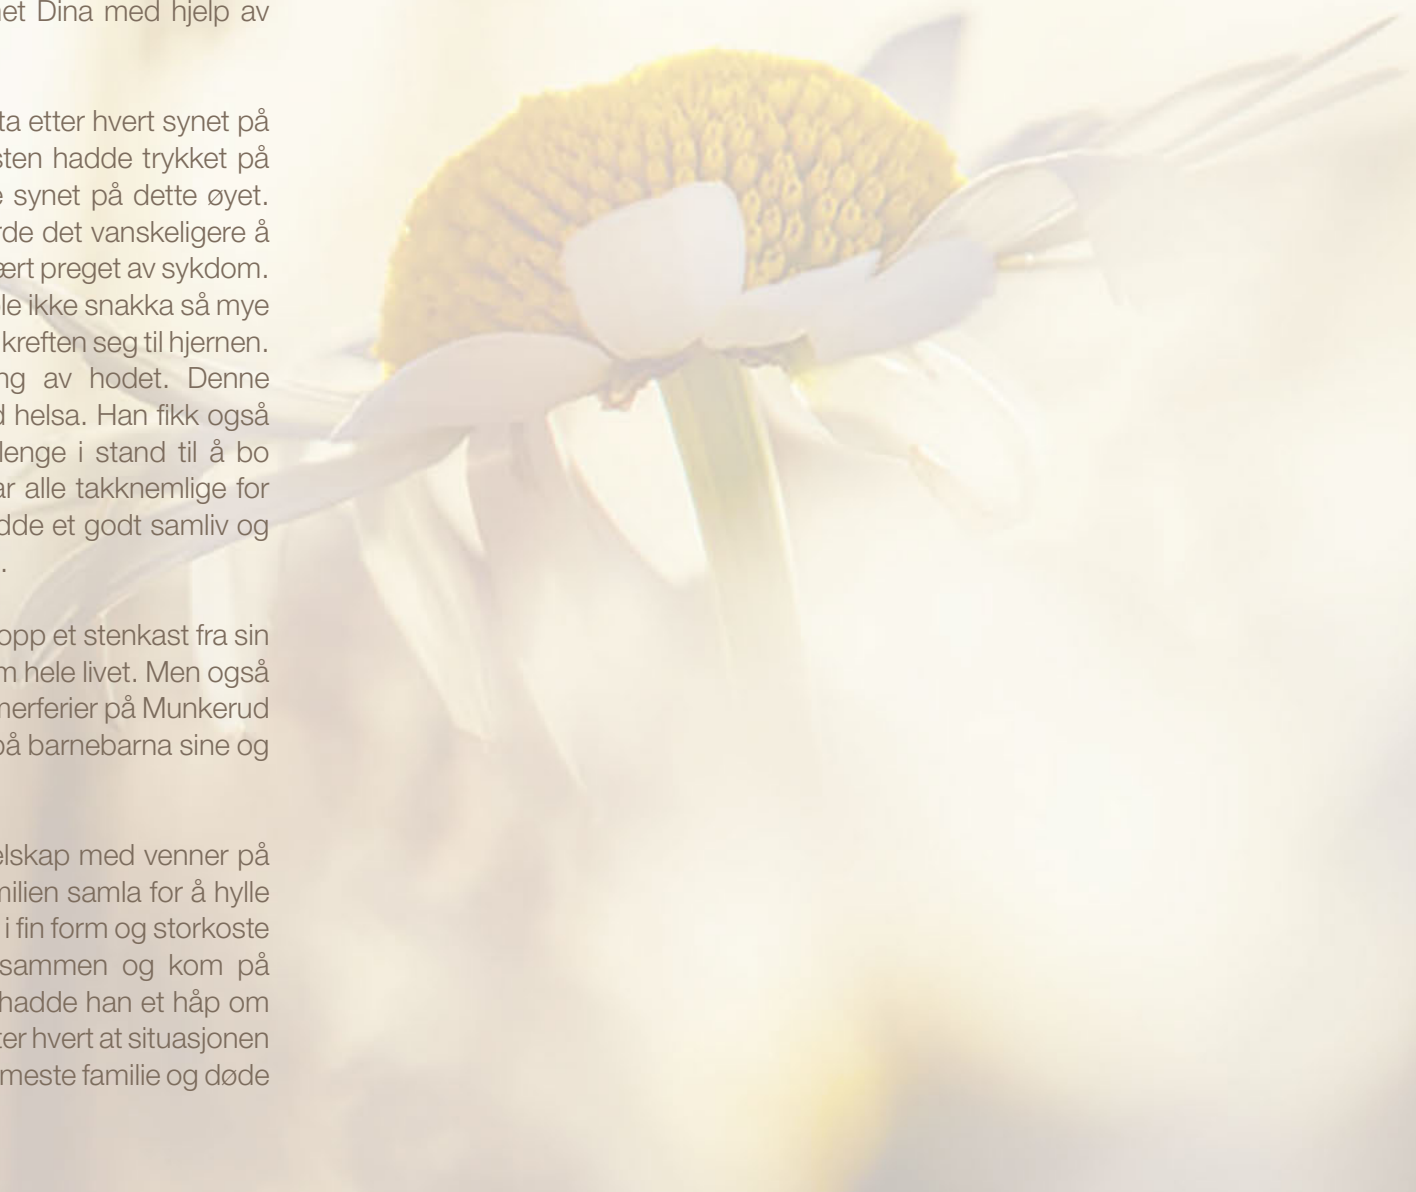 et Dina med hjelp av
ta etter hvert synet på
sten hadde trykket på
synet på dette øyet.
rde det vanskeligere å
ært preget av sykdom.
le ikke snakka så mye
kreften seg til hjernen.
ng av hodet. Denne
d helsa. Han fikk også
lenge i stand til å bo
ar alle takknemlige for
dde et godt samliv og
.
opp et stenkast fra sin
m hele livet. Men også
merferier på Munkerud
på barnebarna sine og
elskap med venner på
milien samla for å hylle
i fin form og storkoste
sammen og kom på
hadde han et håp om
ter hvert at situasjonen
meste familie og døde